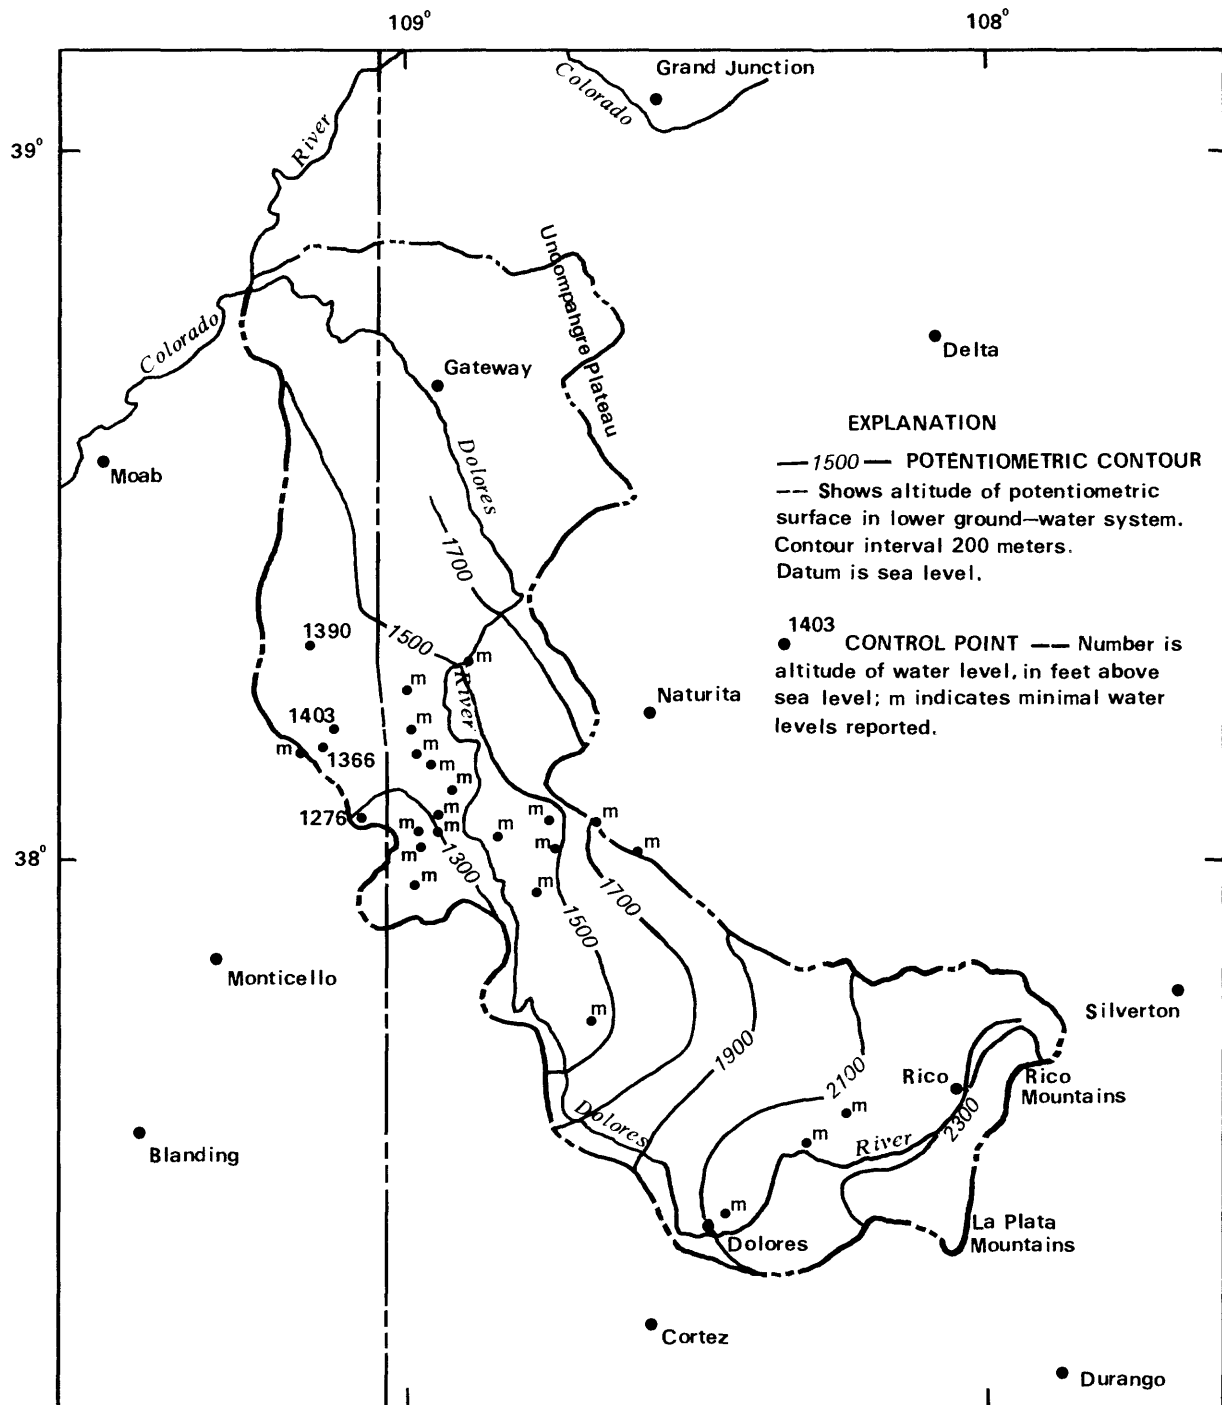 109°
108°
Grand Junction
Colorado
River
39°
Uncompahgre Plateau
Colorado
Delta
Gateway
EXPLANATION
—1500— POTENTIOMETRIC CONTOUR
—— Shows altitude of potentiometric
surface in lower ground—water system.
Contour interval 200 meters.
Datum is sea level.
Dolores
Moab
1700
1403
CONTROL POINT —— Number is
altitude of water level, in feet above
sea level; m indicates minimal water
levels reported.
1390
1500
m
River
m
Naturita
1403
m
m
m
1366
m
m
1276
m
m
m
m
m
m
m
m
38°
m
1300
m
m
1700
1500
Monticello
Silverton
m
1900
2100
Rico
Rico
Mountains
Dolores
m
2300
Blanding
m
River
m
La Plata
Mountains
Dolores
Cortez
Durango